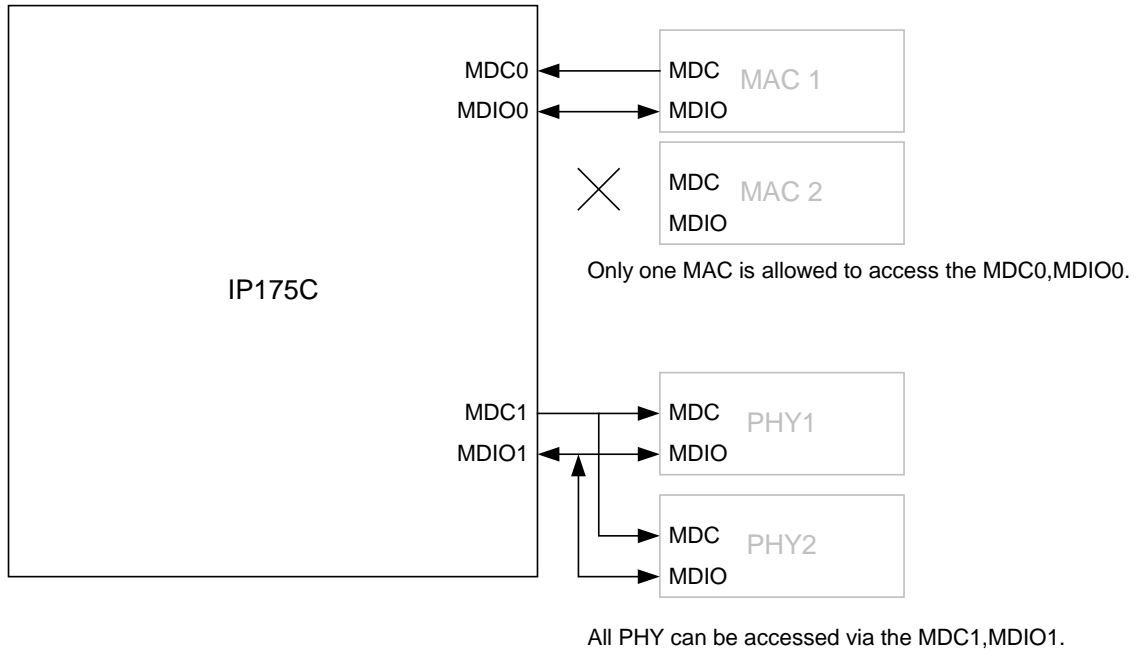 MDC0
MDC
MAC 1
MDIO0
MDIO
MDC
MAC 2
MDIO
Only one MAC is allowed to access the MDC0,MDIO0.
IP175C
MDC1
MDC
PHY1
MDIO1
MDIO
MDC
PHY2
MDIO
All PHY can be accessed via the MDC1,MDIO1.